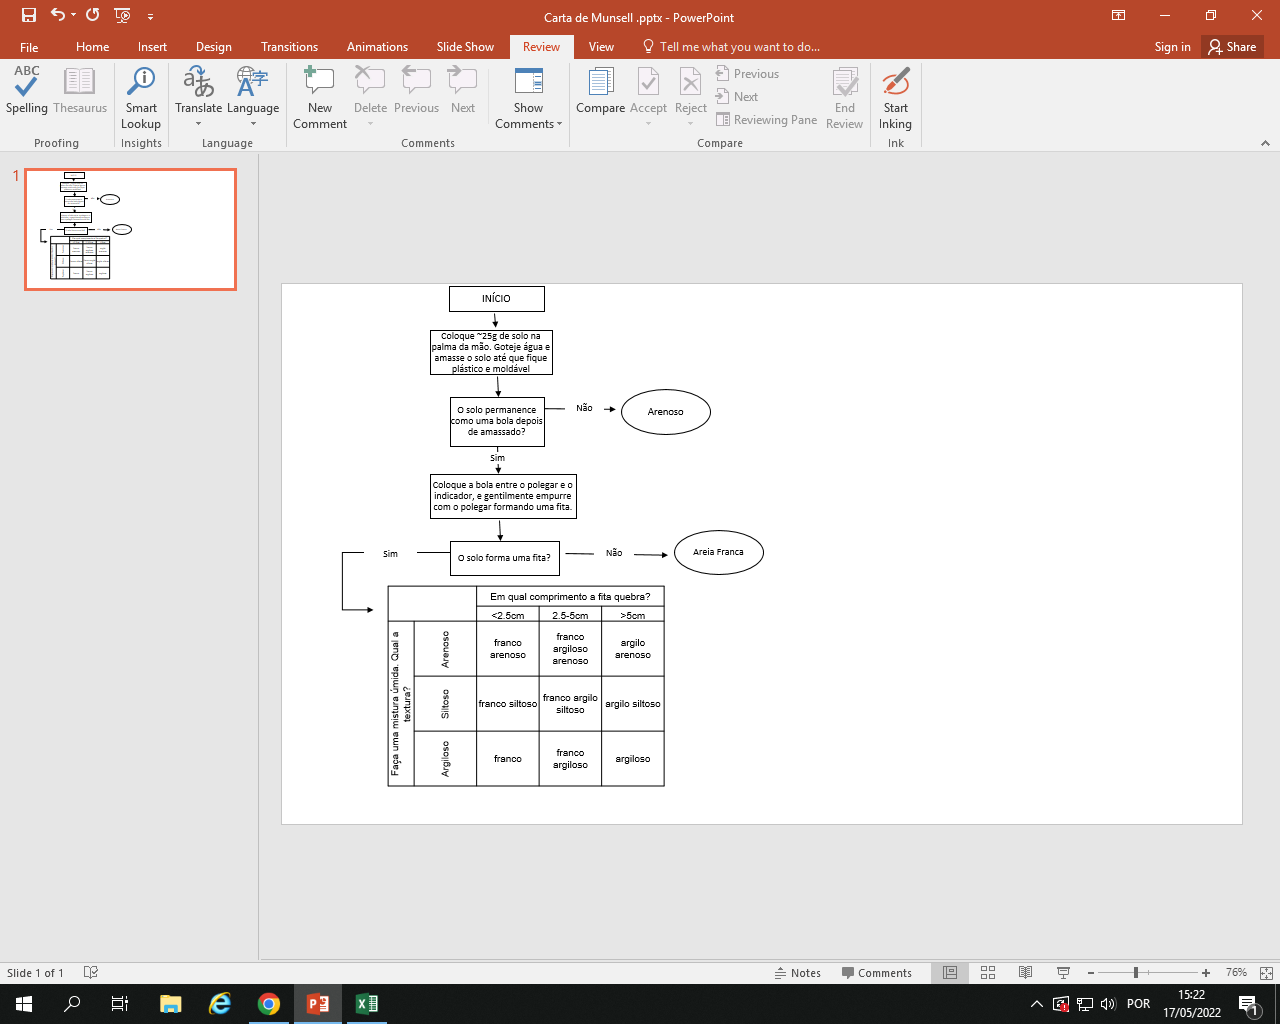 Carta de Munsell .pptx - PowerPoint
File Home Insert Design Transitions Animations Slide Show Review View Tell me what you want to do... Sign in Share
Spelling
Thesaurus
Smart Lookup
Translate
Language
New Comment
Delete
Previous
Next
Show Comments
Compare
Accept
Reject
Previous
Next
Reviewing Pane
End Review
Start Inking
Proofing Insights Language Comments Compare Ink
1
INÍCIO
Coloque ~25g de solo na
palma da mão. Goteje água e
amasse o solo até que fique
plástico e moldável
O solo permanence
como uma bola depois
de amassado?
Não
Arenoso
Sim
Coloque a bola entre o polegar e o
indicador, e gentilmente empurre
com o polegar formando uma fita.
Sim
O solo forma uma fita?
Não
Areia Franca
Em qual comprimento a fita quebra?
<2.5cm 2.5-5cm >5cm
Faça uma mistura úmida. Qual a
textura?
Arenoso
franco
arenoso
franco
argiloso
arenoso
argilo
arenoso
Siltoso
franco siltoso
franco argilo
siltoso
argilo siltoso
Argiloso
franco
franco
argiloso
argiloso
Slide 1 of 1 Notes Comments 76%
POR
15:22
17/05/2022
1